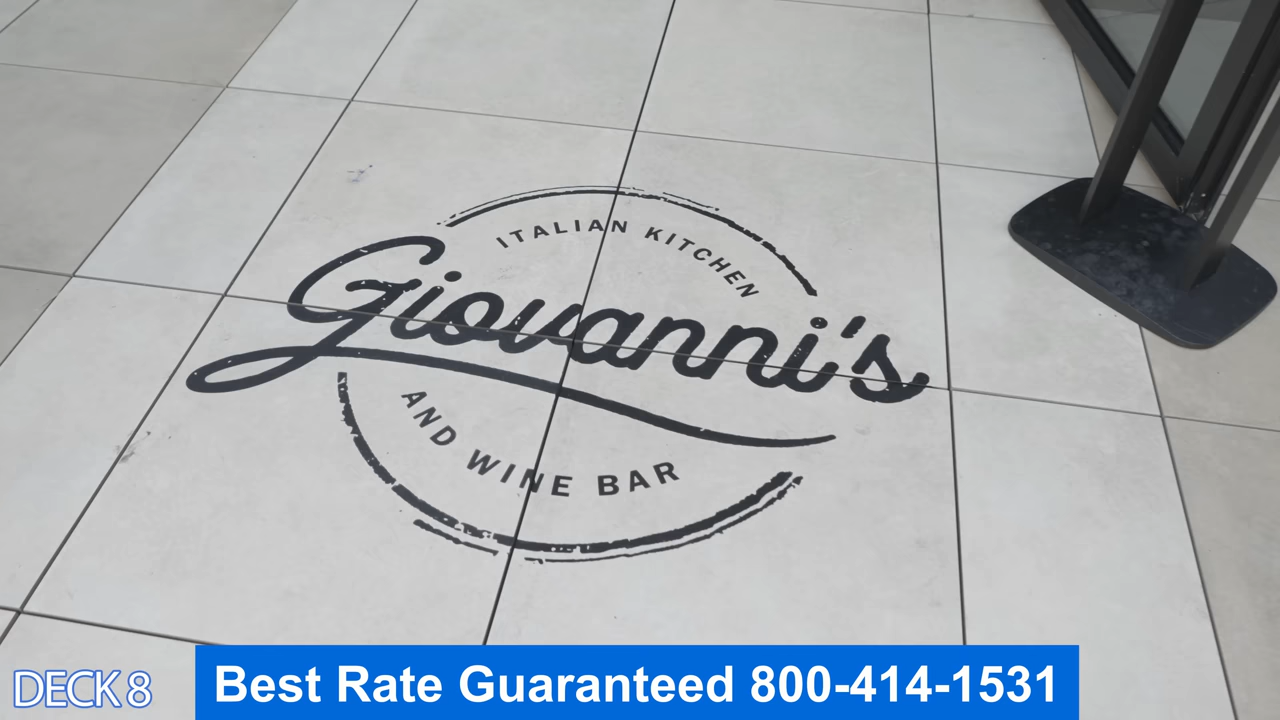 ITALIAN KITCHEN
Giovanni's
AND WINE BAR
DECK 8
Best Rate Guaranteed 800-414-1531